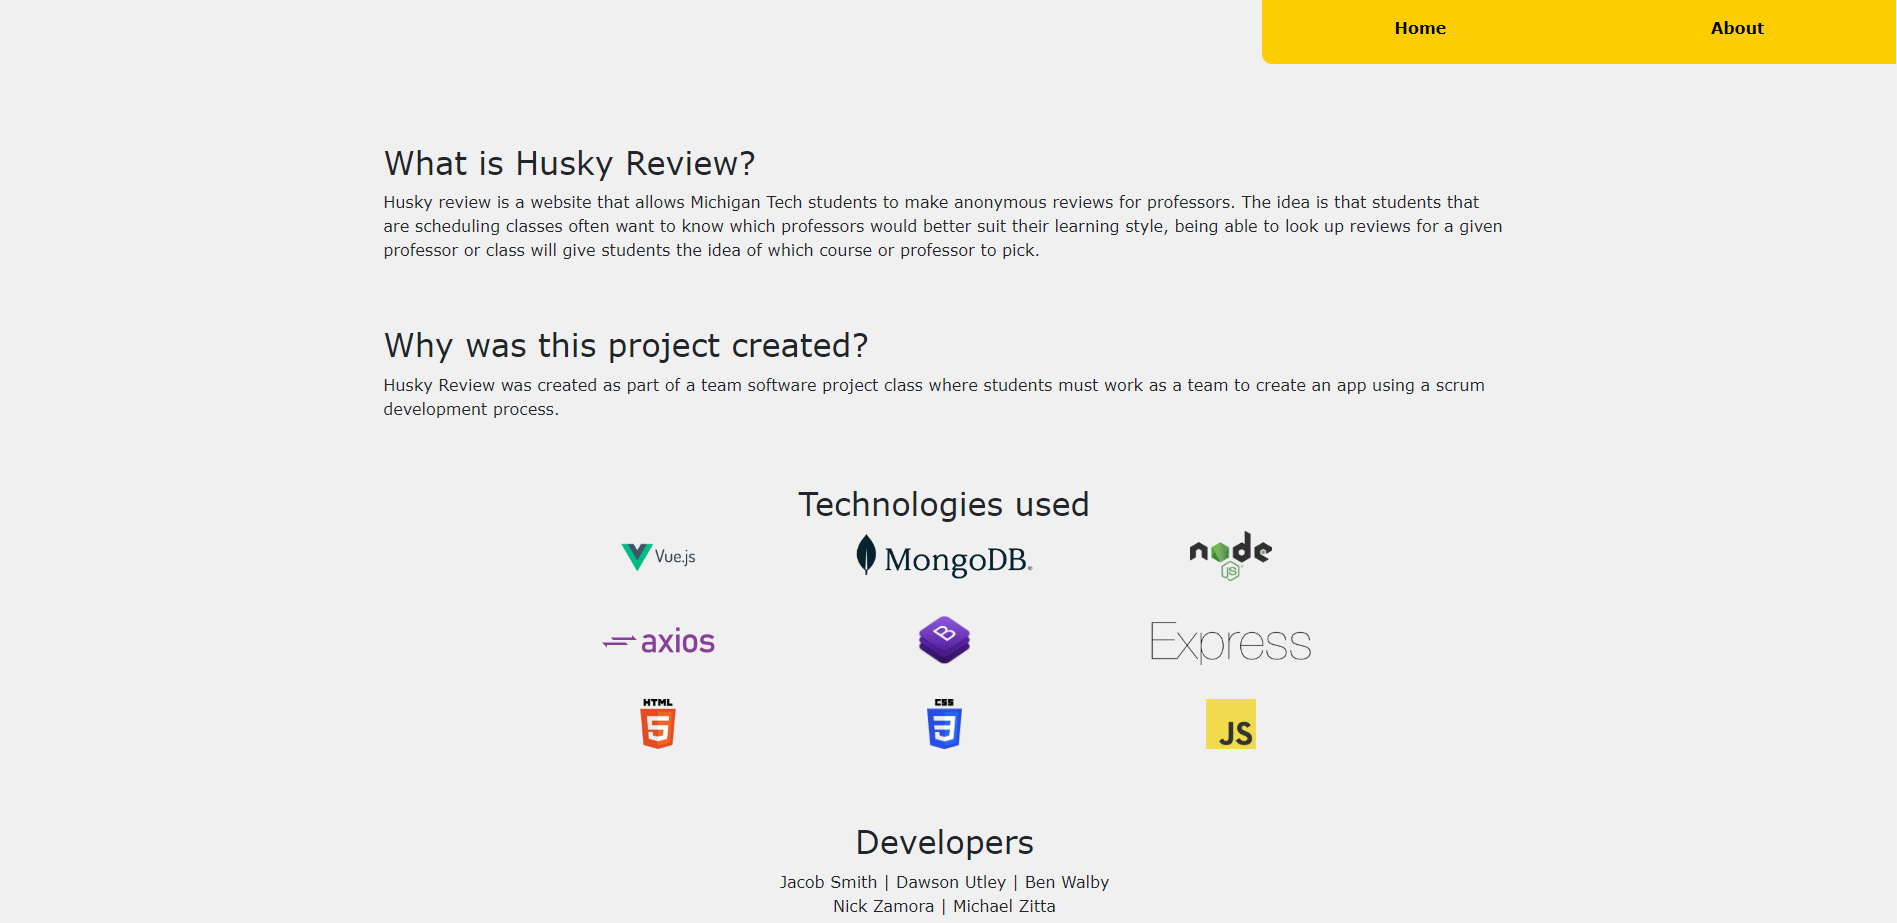 Home About
What is Husky Review?
Husky review is a website that allows Michigan Tech students to make anonymous reviews for professors. The idea is that students that
are scheduling classes often want to know which professors would better suit their learning style, being able to look up reviews for a given
professor or class will give students the idea of which course or professor to pick.
Why was this project created?
Husky Review was created as part of a team software project class where students must work as a team to create an app using a scrum
development process.
Technologies used
Vue.js MongoDB® node JS
axios B Express
HTML 5 CSS 3 JS
Developers
Jacob Smith | Dawson Utley | Ben Walby
Nick Zamora | Michael Zitta